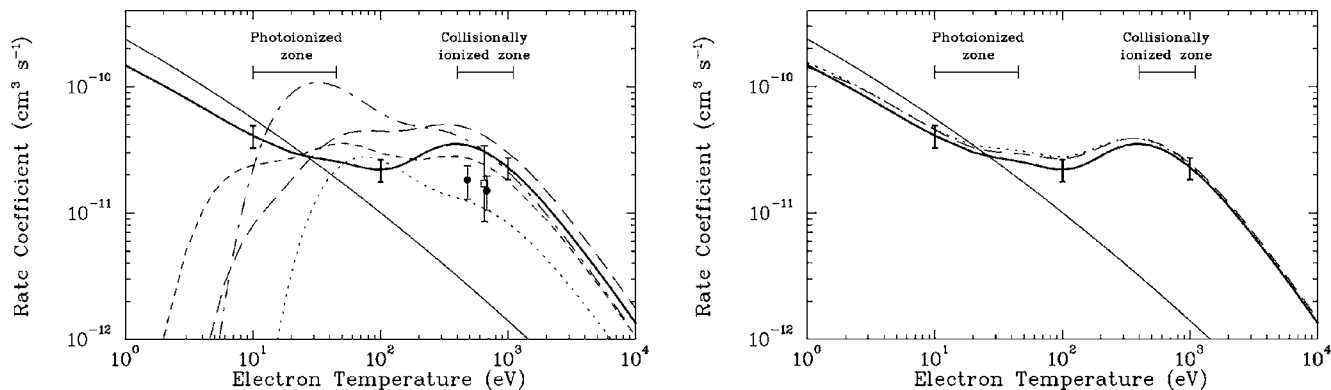 Photoionized
zone
Collisionally
ionized zone
Rate Coefficient (cm³ s⁻¹)
10⁻¹⁰
10⁻¹¹
10⁻¹²
10⁰ 10¹ 10² 10³ 10⁴
Electron Temperature (eV)
Photoionized
zone
Collisionally
ionized zone
Rate Coefficient (cm³ s⁻¹)
10⁻¹⁰
10⁻¹¹
10⁻¹²
10⁰ 10¹ 10² 10³ 10⁴
Electron Temperature (eV)